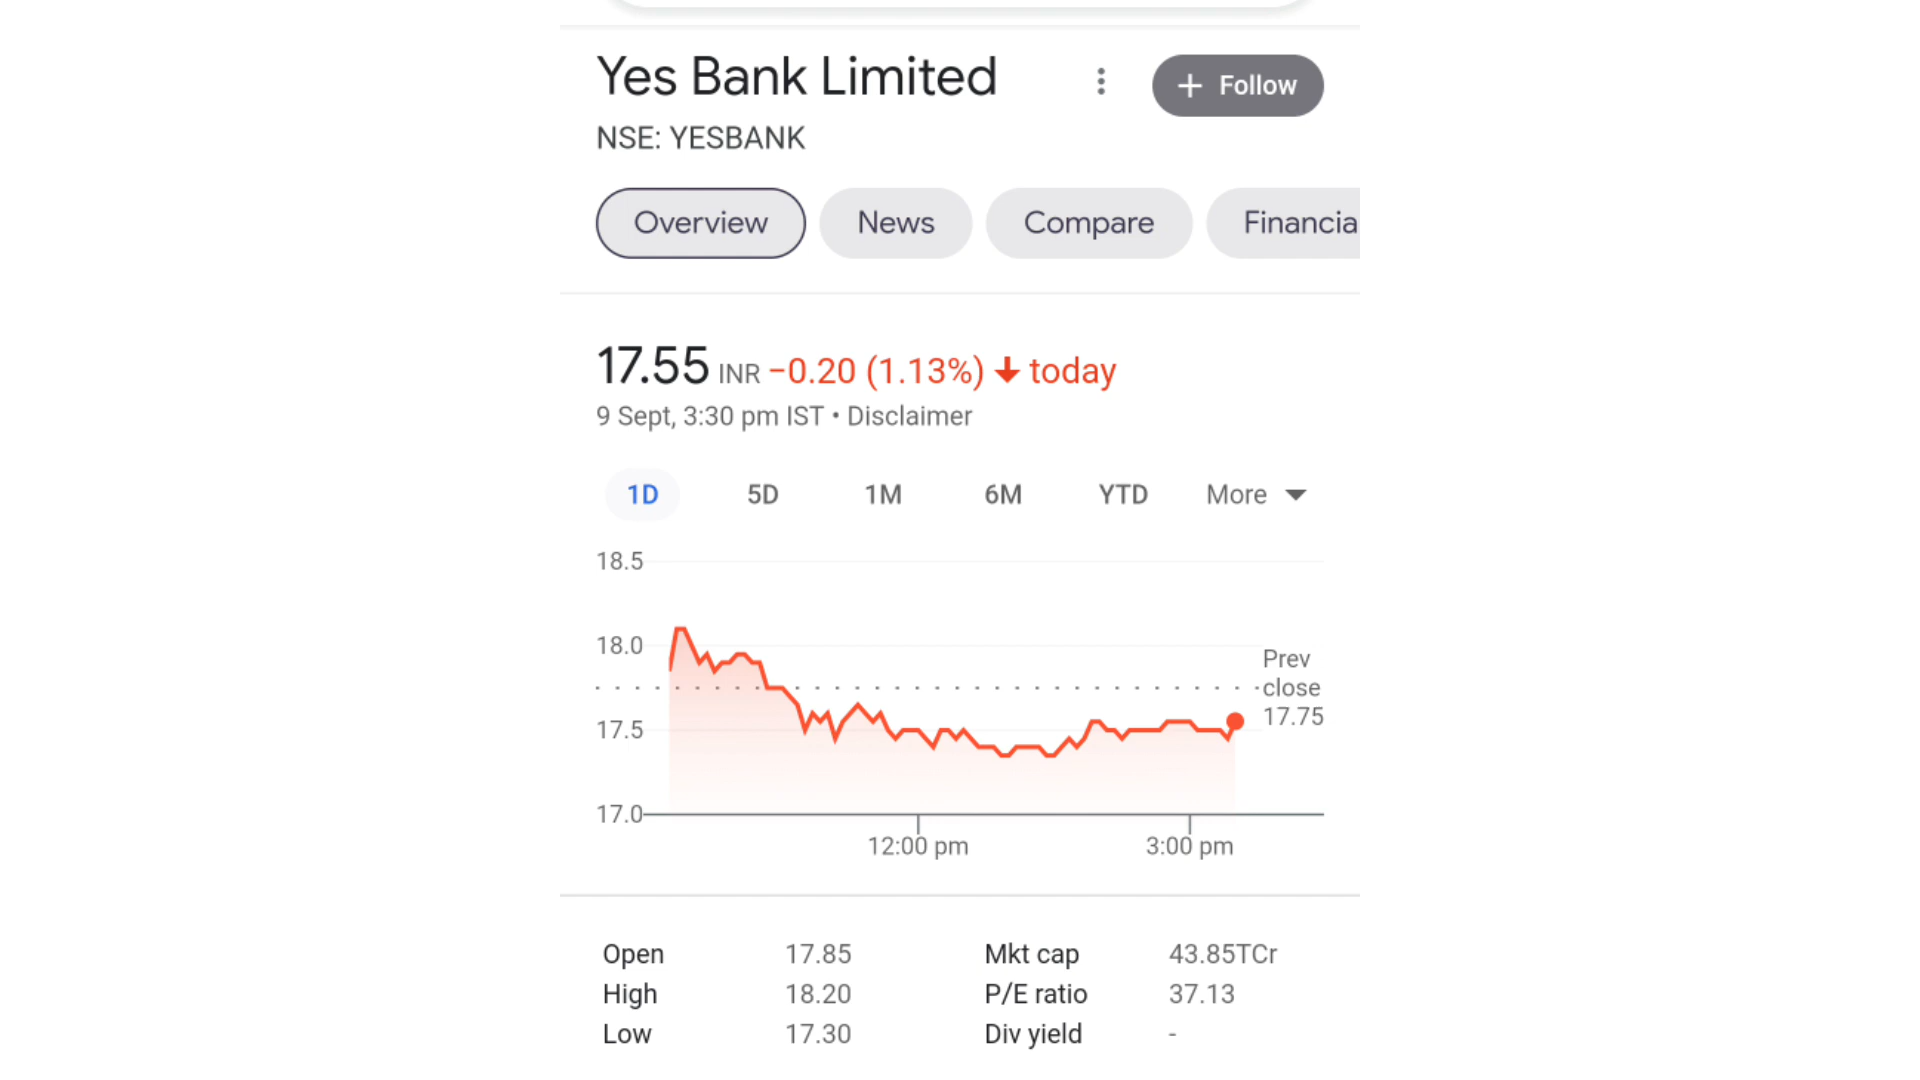 Yes Bank Limited
+ Follow
NSE: YESBANK
Overview News Compare Financia
17.55 INR −0.20 (1.13%) ↓ today
9 Sept, 3:30 pm IST • Disclaimer
1D 5D 1M 6M YTD More
18.5
18.0
17.5
17.0
Prev
close
17.75
12:00 pm 3:00 pm
Open 17.85 Mkt cap 43.85TCr
High 18.20 P/E ratio 37.13
Low 17.30 Div yield -